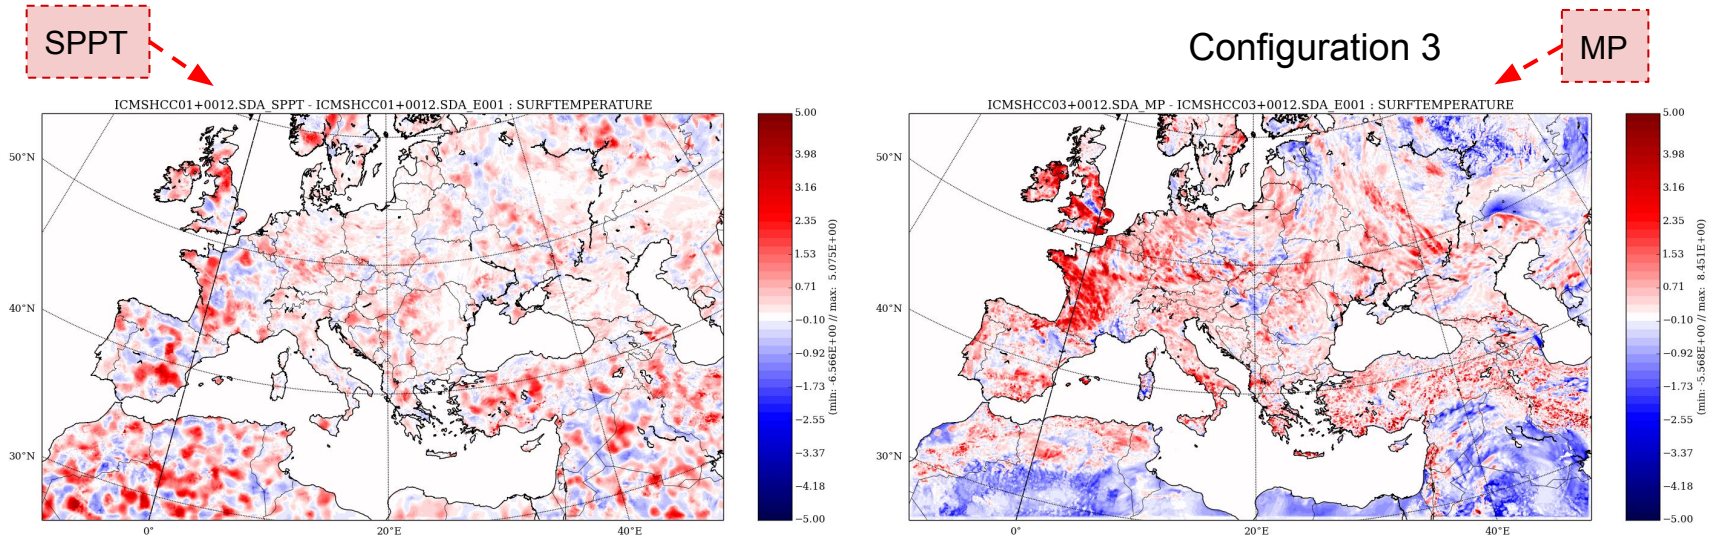 SPPT
Configuration 3
MP
ICMSHCC01+0012.SDA_SPPT - ICMSHCC01+0012.SDA_E001 : SURFTEMPERATURE
50°N
40°N
30°N
0°
20°E
40°E
5.00
3.98
3.16
2.35
1.53
0.71
−0.10
−0.92
−1.73
−2.55
−3.37
−4.18
−5.00
(min: -6.566E+00 // max: 5.075E+00)
ICMSHCC03+0012.SDA_MP - ICMSHCC03+0012.SDA_E001 : SURFTEMPERATURE
50°N
40°N
30°N
0°
20°E
40°E
5.00
3.98
3.16
2.35
1.53
0.71
−0.10
−0.92
−1.73
−2.55
−3.37
−4.18
−5.00
(min: -5.568E+00 // max: 8.451E+00)